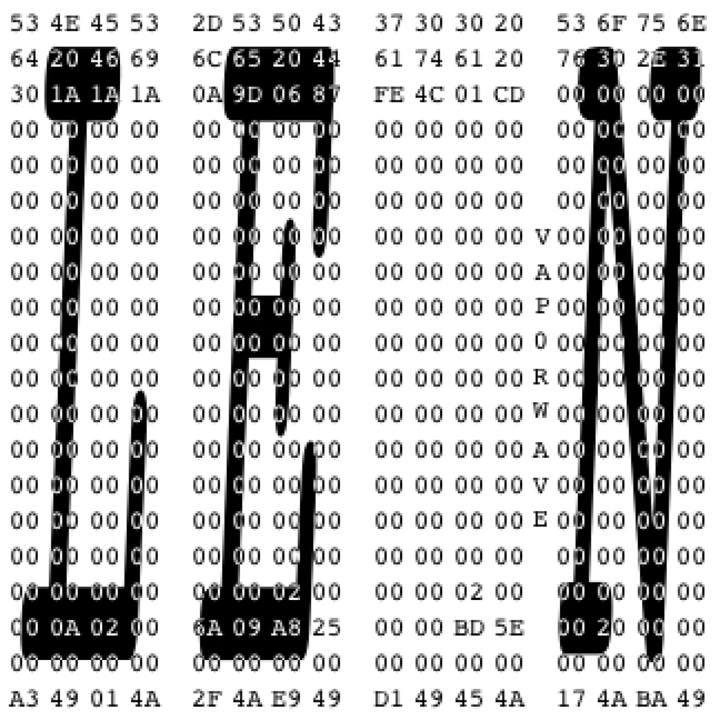 LEN
53 4E 45 53 2D 53 50 43 37 30 30 20 53 6F 75 6E
64 20 46 69 6C 65 20 44 61 74 61 20 76 30 2E 31
30 1A 1A 1A 0A 9D 06 87 FE 4C 01 CD 00 00 00 00
00 00 00 00 00 00 00 00 00 00 00 00 00 00 00 00
00 00 00 00 00 00 00 00 00 00 00 00 00 00 00 00
00 00 00 00 00 00 00 00 00 00 00 00 00 00 00 00
00 00 00 00 00 00 00 00 00 00 00 00 V 00 00 00 00
00 00 00 00 00 00 00 00 00 00 00 00 A 00 00 00 00
00 00 00 00 00 00 00 00 00 00 00 00 P 00 00 00 00
00 00 00 00 00 00 00 00 00 00 00 00 O 00 00 00 00
00 00 00 00 00 00 00 00 00 00 00 00 R 00 00 00 00
00 00 00 00 00 00 00 00 00 00 00 00 W 00 00 00 00
00 00 00 00 00 00 00 00 00 00 00 00 A 00 00 00 00
00 00 00 00 00 00 00 00 00 00 00 00 V 00 00 00 00
00 00 00 00 00 00 00 00 00 00 00 00 E 00 00 00 00
00 00 00 00 00 00 00 00 00 00 00 00 00 00 00 00
00 00 00 00 00 00 02 00 00 00 02 00 00 00 00 00
00 0A 02 00 6A 09 A8 25 00 00 BD 5E 00 20 00 00
00 00 00 00 00 00 00 00 00 00 00 00 00 00 00 00
A3 49 01 4A 2F 4A E9 49 D1 49 45 4A 17 4A BA 49